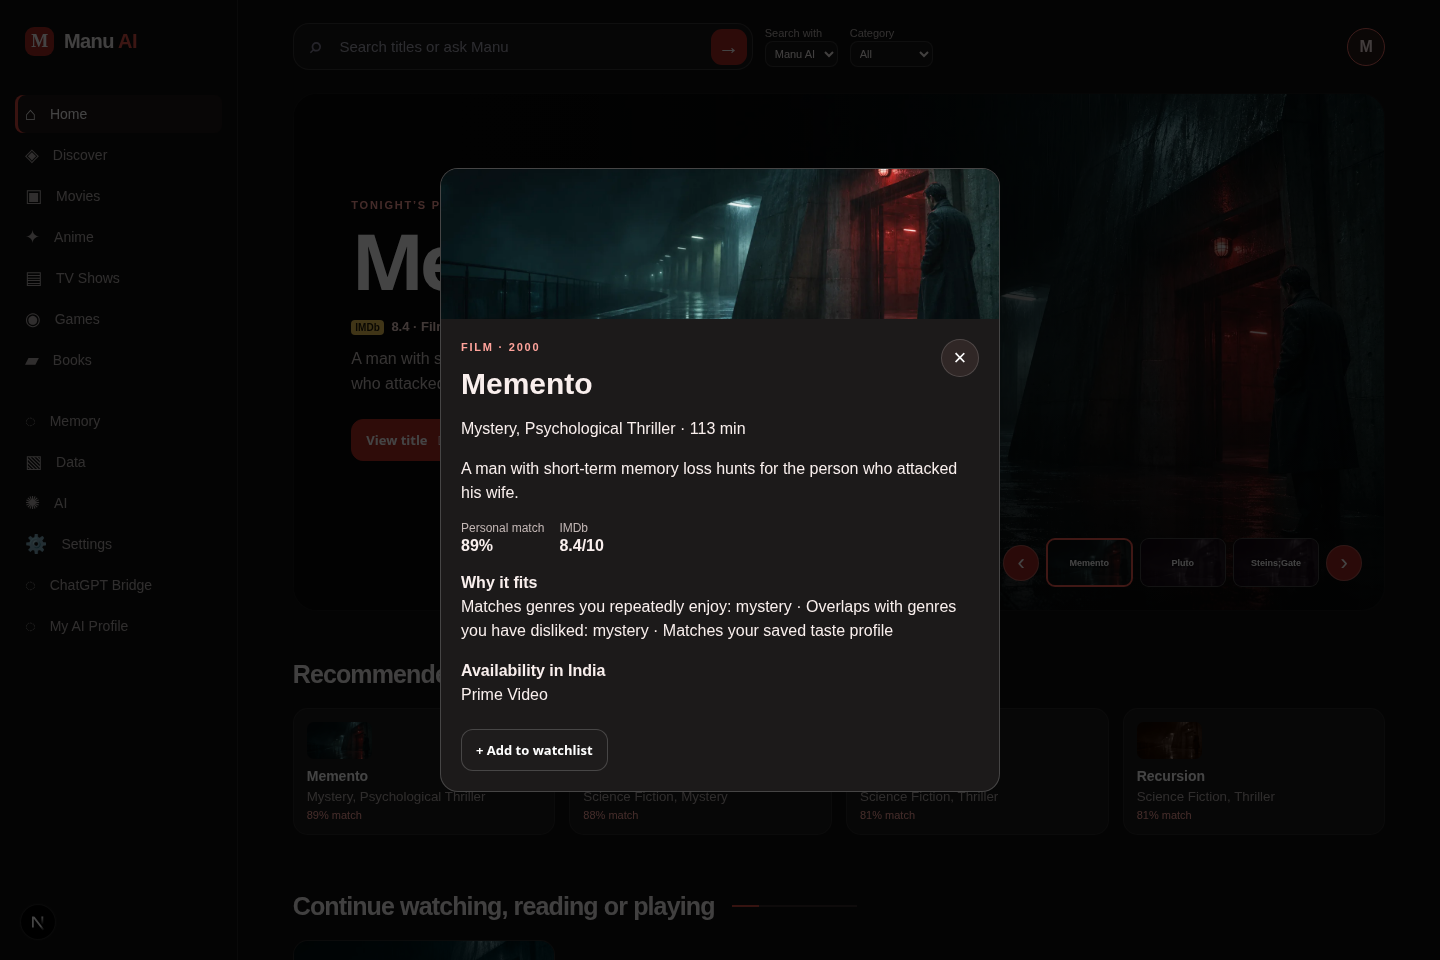 M Manu AI
Search titles or ask Manu
→
Search with
Manu AI
Category
All
M
Home
Discover
Movies
Anime
TV Shows
Games
Books
Memory
Data
AI
Settings
ChatGPT Bridge
My AI Profile
TONIGHT'S P
Me
IMDb 8.4 · Film
A man with s
who attacked
View title
FILM · 2000
×
Memento
Mystery, Psychological Thriller · 113 min
A man with short-term memory loss hunts for the person who attacked
his wife.
Personal match IMDb
89% 8.4/10
Why it fits
Matches genres you repeatedly enjoy: mystery · Overlaps with genres
you have disliked: mystery · Matches your saved taste profile
Availability in India
Prime Video
+ Add to watchlist
‹ Memento Pluto Steins;Gate ›
Recommende
Memento
Mystery, Psychological Thriller
89% match
Science Fiction, Mystery
88% match
Science Fiction, Thriller
81% match
Recursion
Science Fiction, Thriller
81% match
Continue watching, reading or playing
N